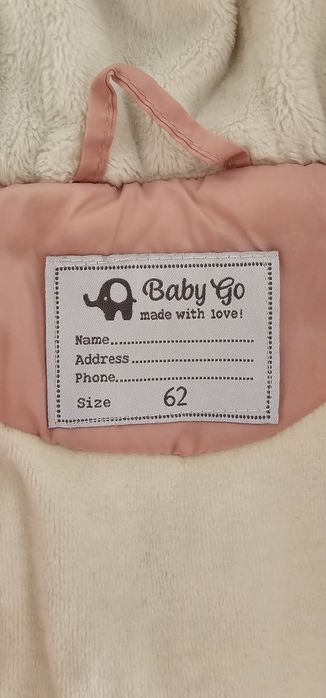 Baby Go
made with love!
Name...................................
Address..............................
Phone.................................
Size 62